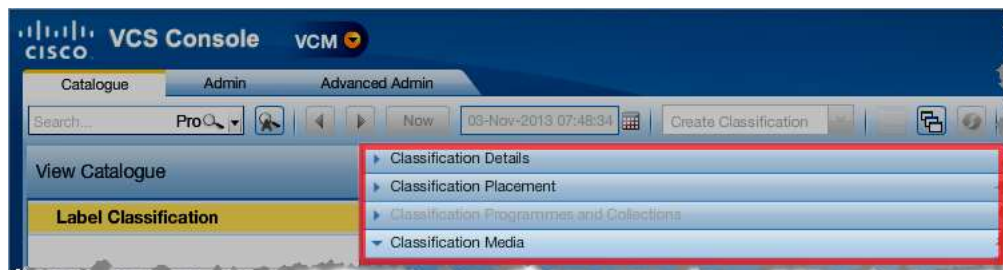 CISCO VCS Console VCM
Catalogue Admin Advanced Admin
Search... Pro Now 03-Nov-2013 07:48:34 Create Classification
View Catalogue
Label Classification
Classification Details
Classification Placement
Classification Programmes and Collections
Classification Media